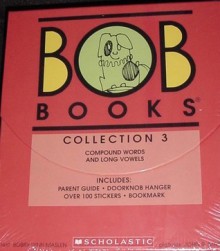 BOB
BOOKS
COLLECTION 3
COMPOUND WORDS
AND LONG VOWELS
INCLUDES:
PARENT GUIDE • DOORKNOB HANGER
OVER 100 STICKERS • BOOKMARK
SCHOLASTIC